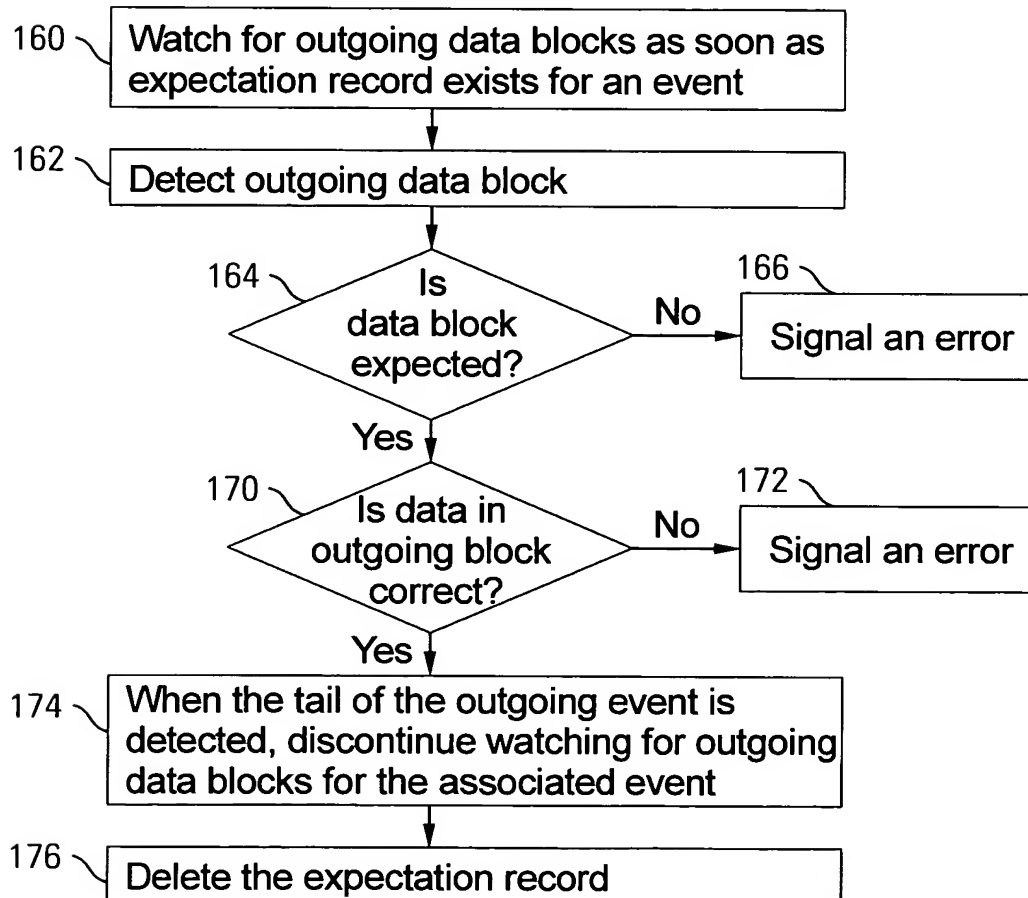 160
Watch for outgoing data blocks as soon as
expectation record exists for an event
162
Detect outgoing data block
164
Is
data block
expected?
No
166
Signal an error
Yes
170
Is data in
outgoing block
correct?
No
172
Signal an error
Yes
174
When the tail of the outgoing event is
detected, discontinue watching for outgoing
data blocks for the associated event
176
Delete the expectation record